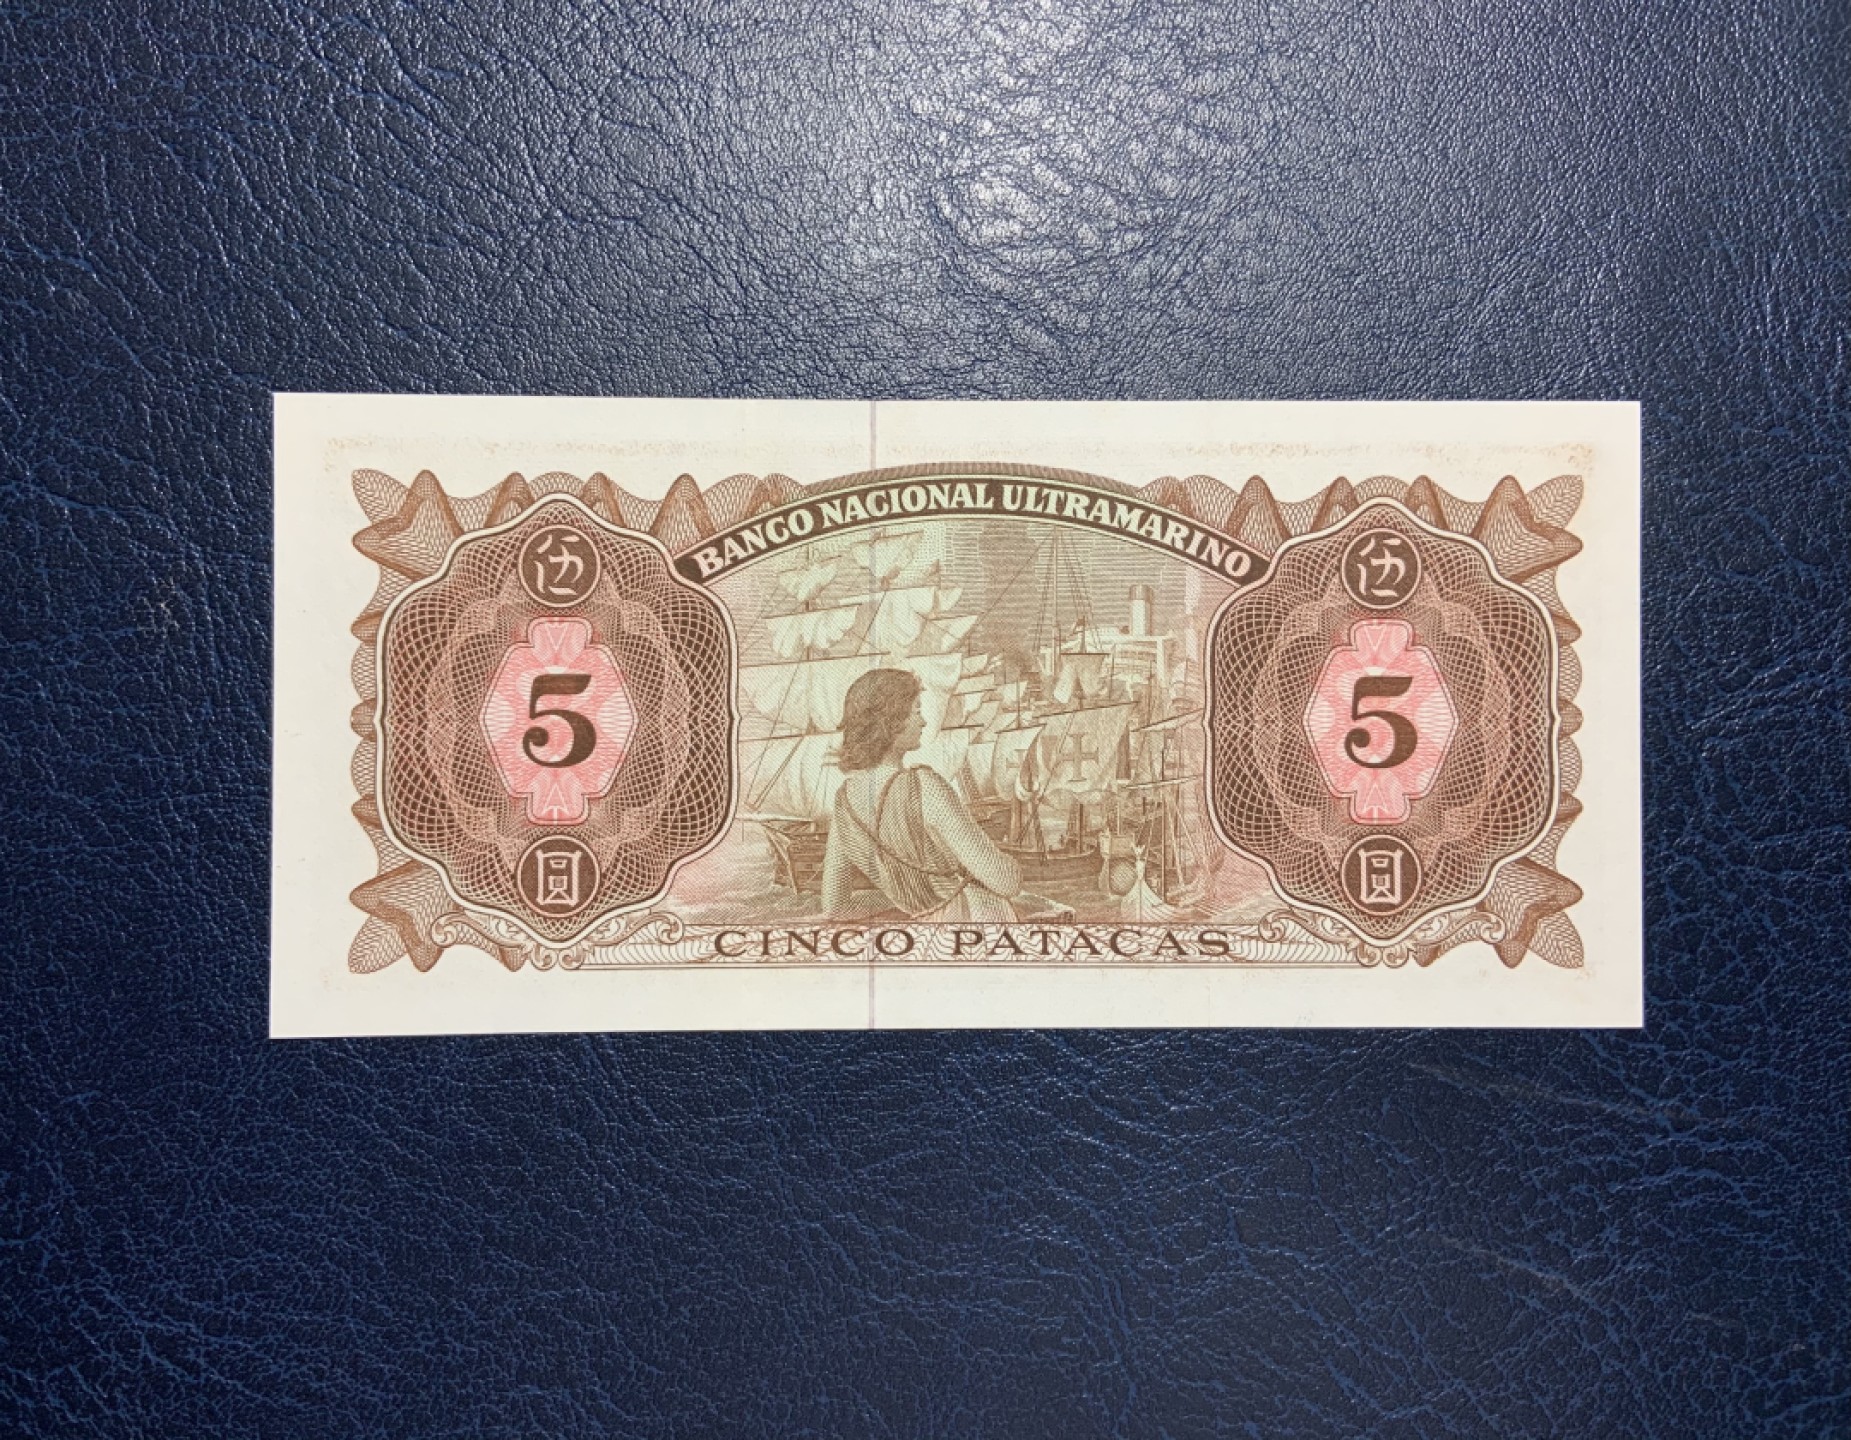 BANCO NACIONAL ULTRAMARINO
伍 伍
5 5
圓 圓
CINCO PATACAS